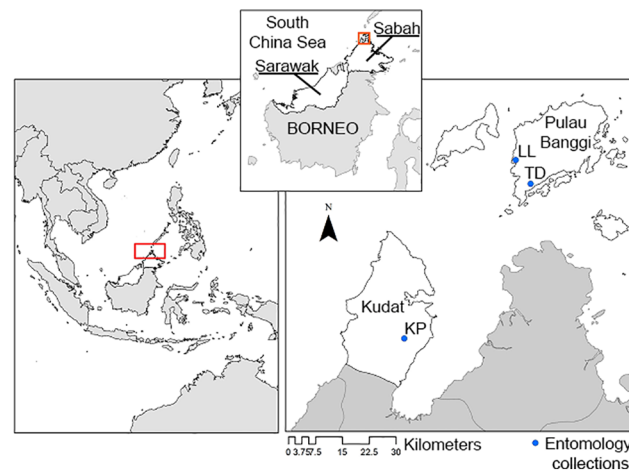 South
China Sea
Sabah
Sarawak
BORNEO
Pulau
Banggi
LL
TD
N
Kudat
KP
Kilometers
0 3.75 7.5 15 22.5 30
Entomology
collections